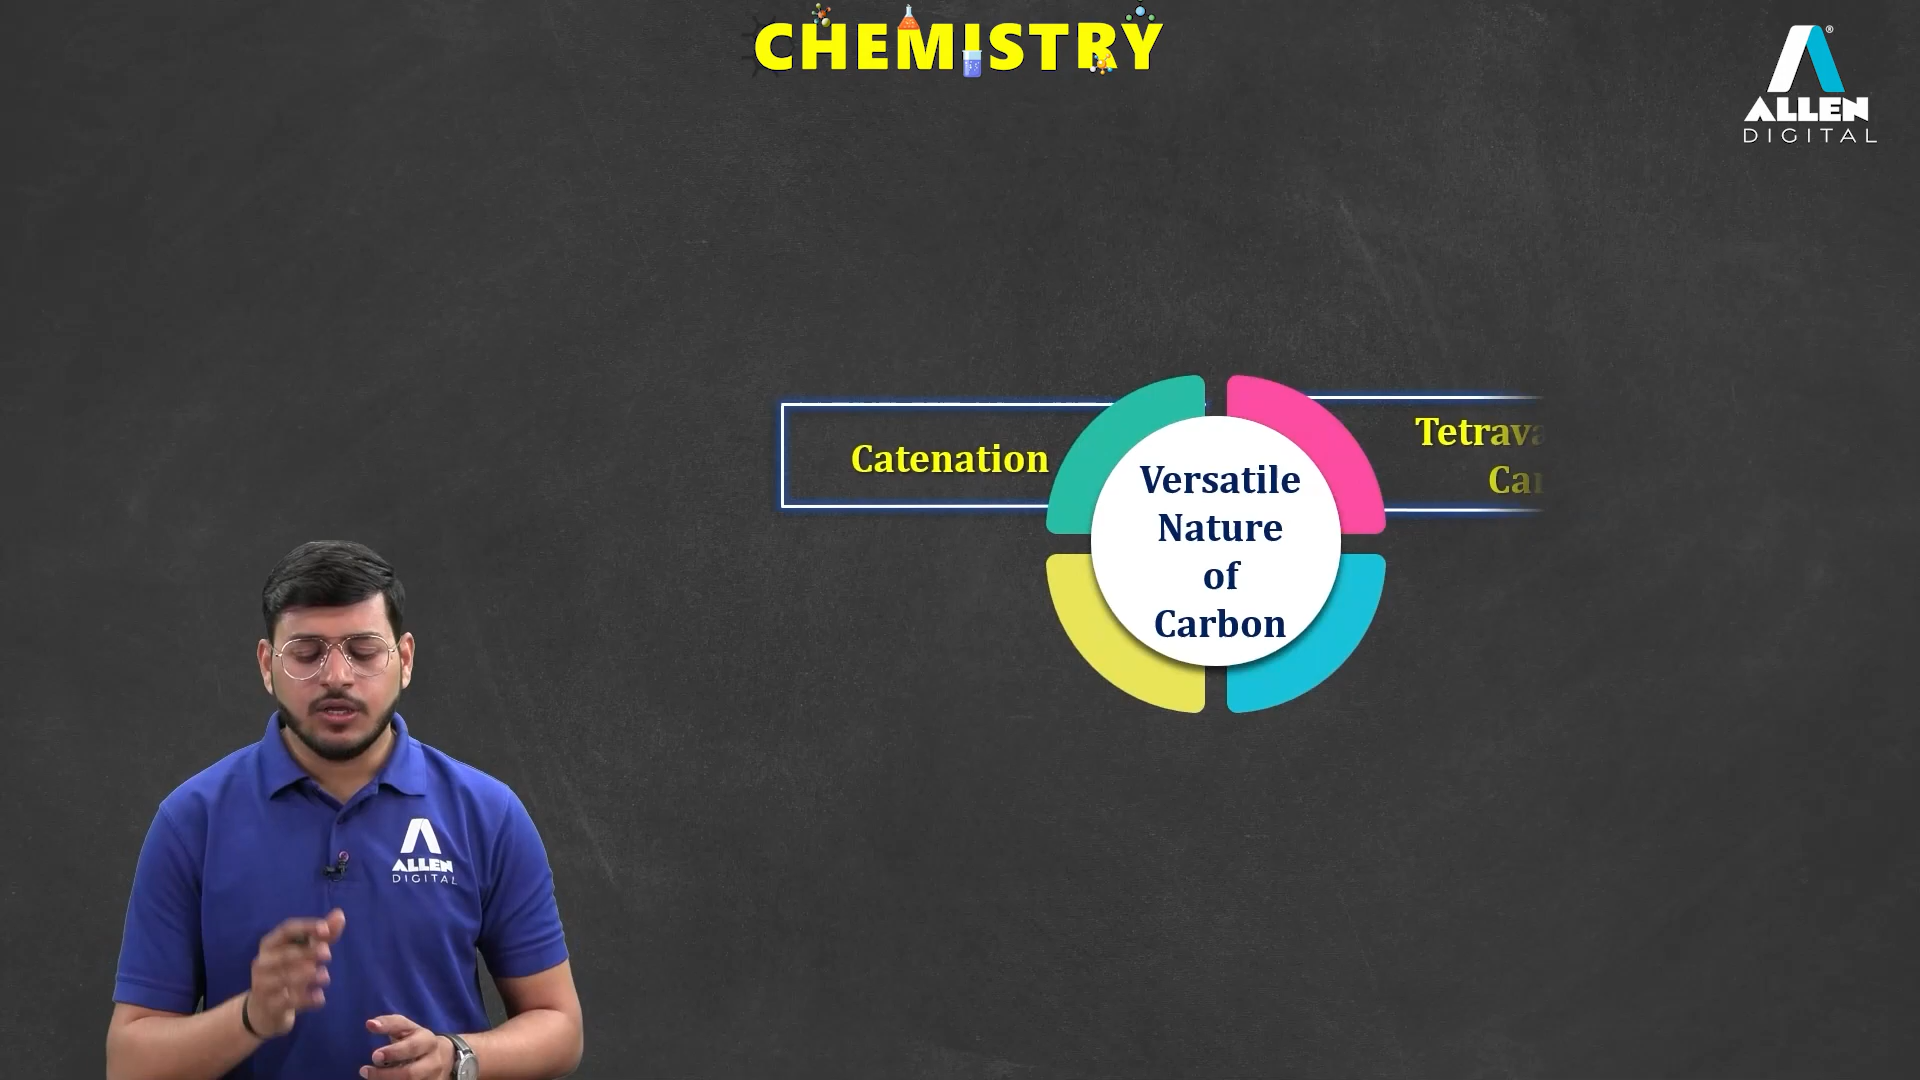 CHEMISTRY
ALLEN
DIGITAL
Catenation
Versatile
Nature
of
Carbon
ALLEN
DIGITAL